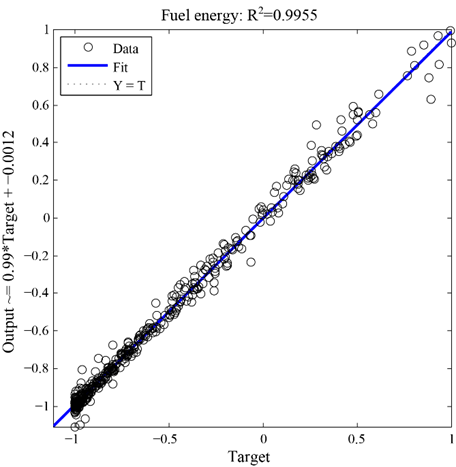 Fuel energy: R²=0.9955
Data
Fit
Y = T
Output ~= 0.99*Target + −0.0012
1
0.8
0.6
0.4
0.2
0
−0.2
−0.4
−0.6
−0.8
−1
−1
−0.5
0
0.5
1
Target